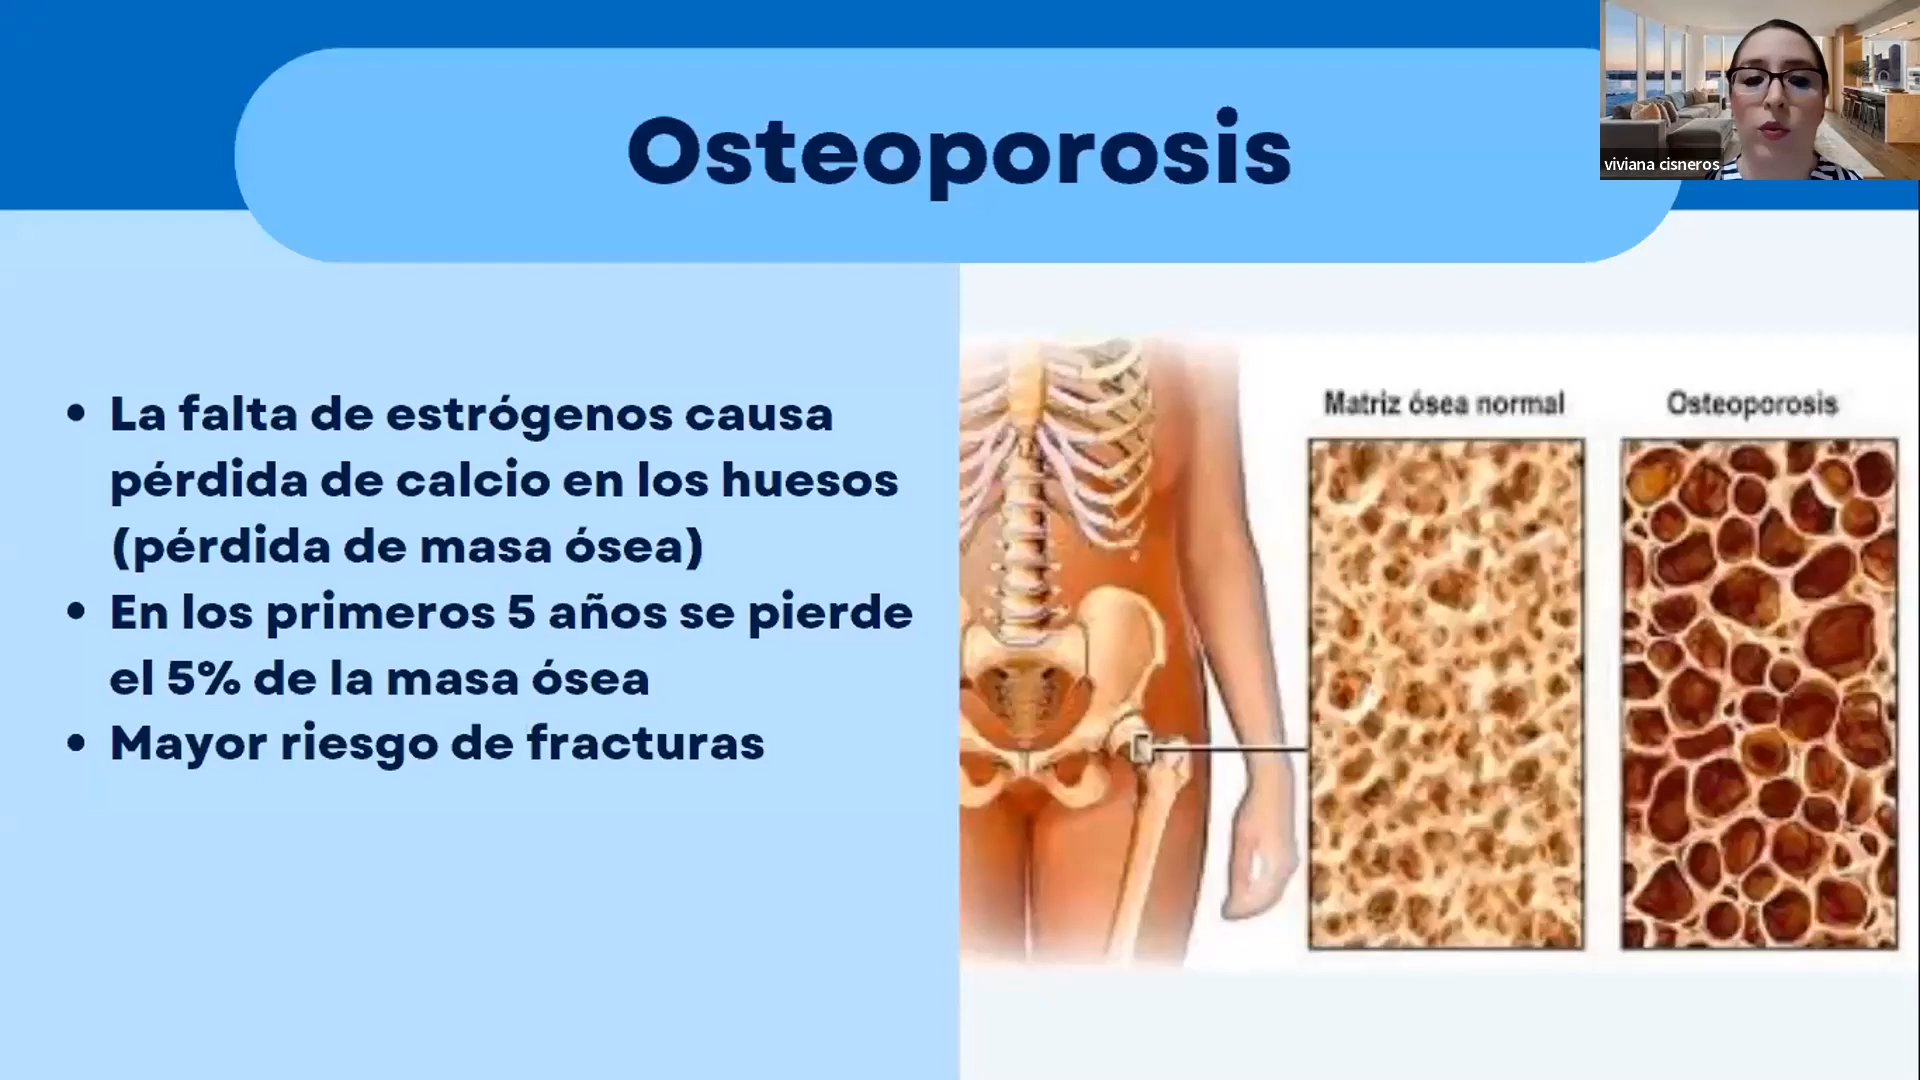 Osteoporosis
viviana cisneros
• La falta de estrógenos causa
pérdida de calcio en los huesos
(pérdida de masa ósea)
• En los primeros 5 años se pierde
el 5% de la masa ósea
• Mayor riesgo de fracturas
Matriz ósea normal
Osteoporosis